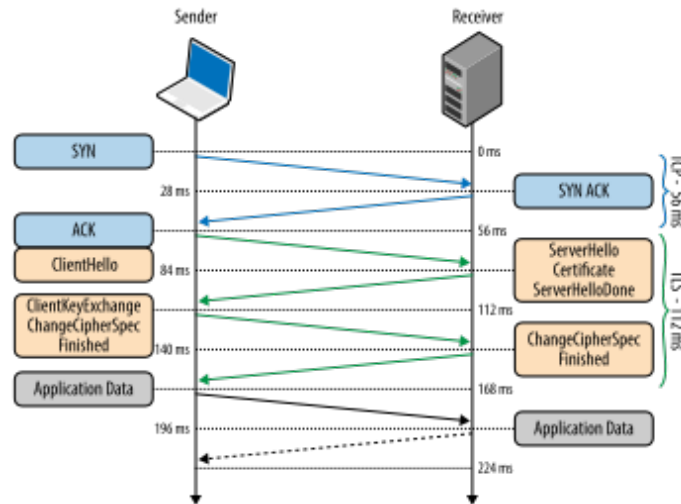 Sender
Receiver
SYN
0 ms
28 ms
SYN ACK
TCP - 56 ms
ACK
56 ms
ClientHello
84 ms
ServerHello
Certificate
ServerHelloDone
TLS - 112 ms
ClientKeyExchange
ChangeCipherSpec
Finished
112 ms
140 ms
ChangeCipherSpec
Finished
Application Data
168 ms
196 ms
Application Data
224 ms